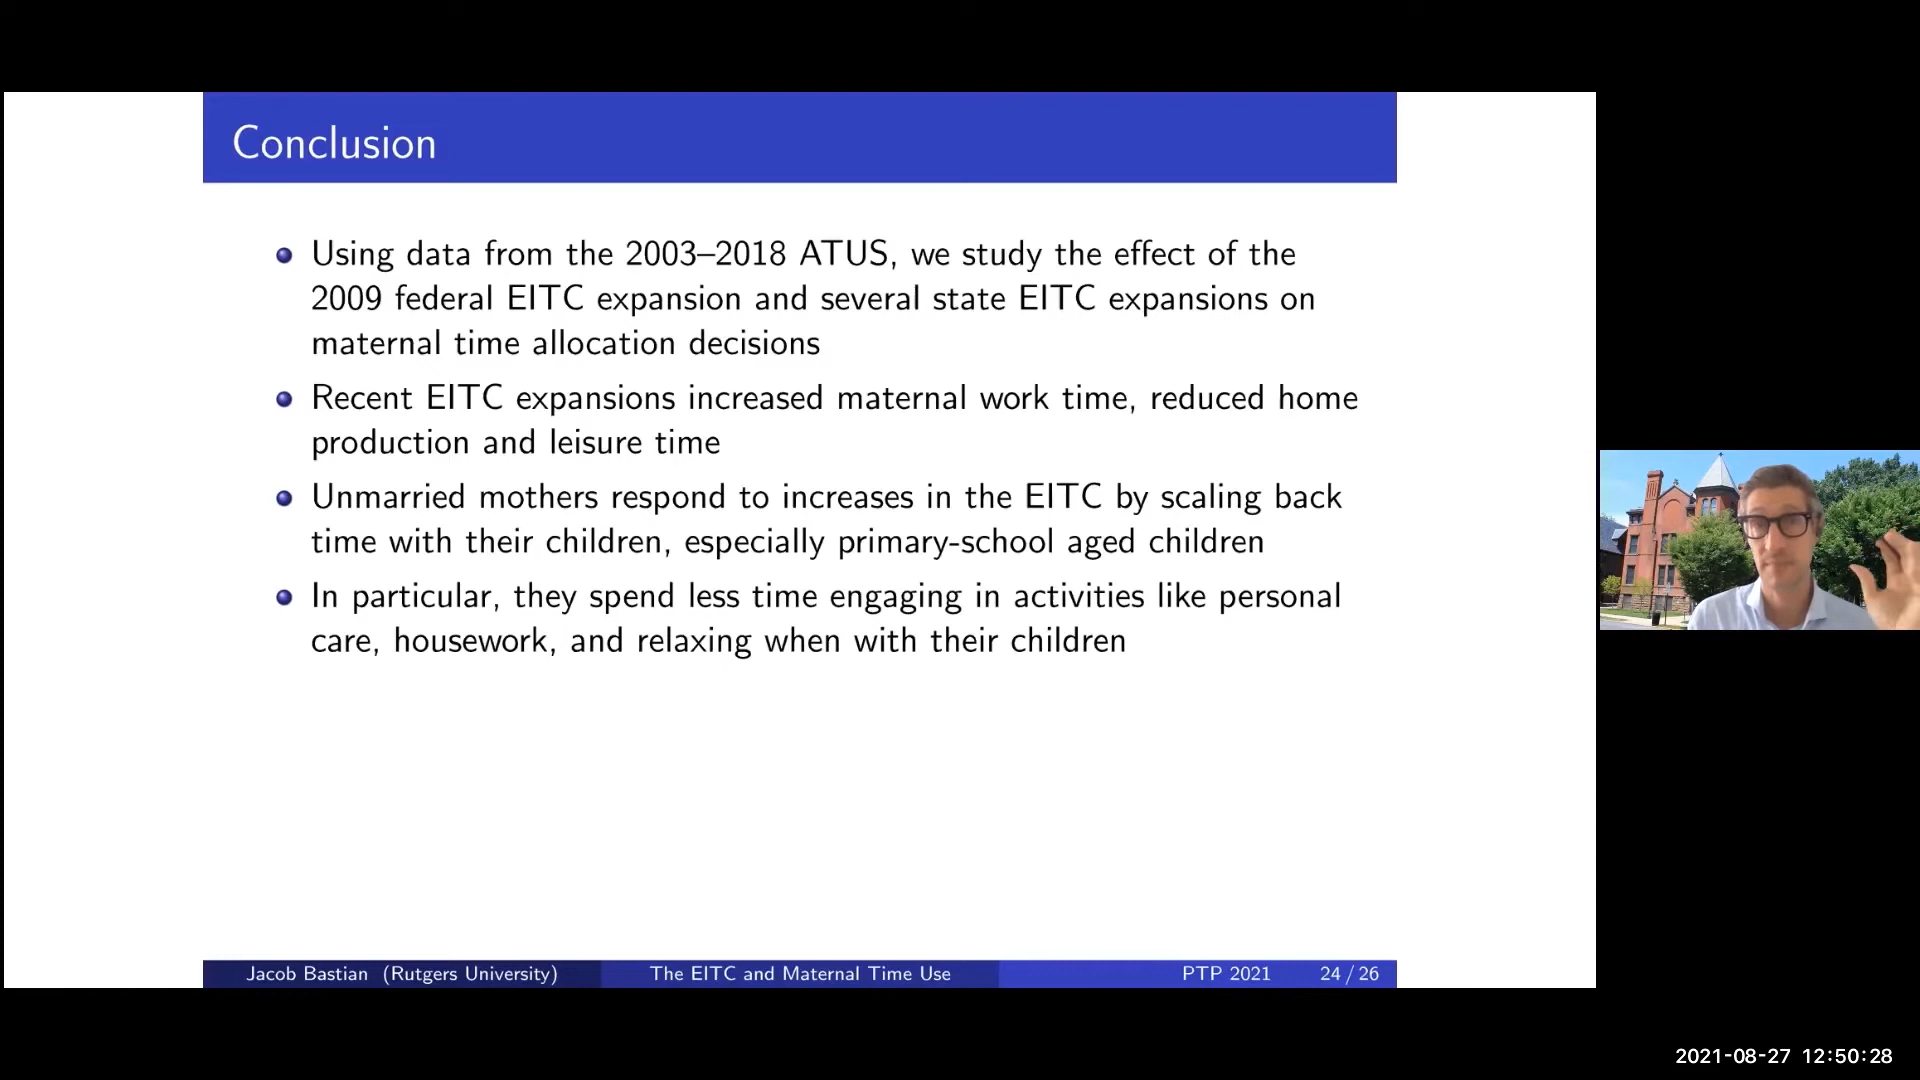 Conclusion
Using data from the 2003–2018 ATUS, we study the effect of the
2009 federal EITC expansion and several state EITC expansions on
maternal time allocation decisions
Recent EITC expansions increased maternal work time, reduced home
production and leisure time
Unmarried mothers respond to increases in the EITC by scaling back
time with their children, especially primary-school aged children
In particular, they spend less time engaging in activities like personal
care, housework, and relaxing when with their children
Jacob Bastian (Rutgers University) The EITC and Maternal Time Use PTP 2021 24 / 26
2021-08-27 12:50:28